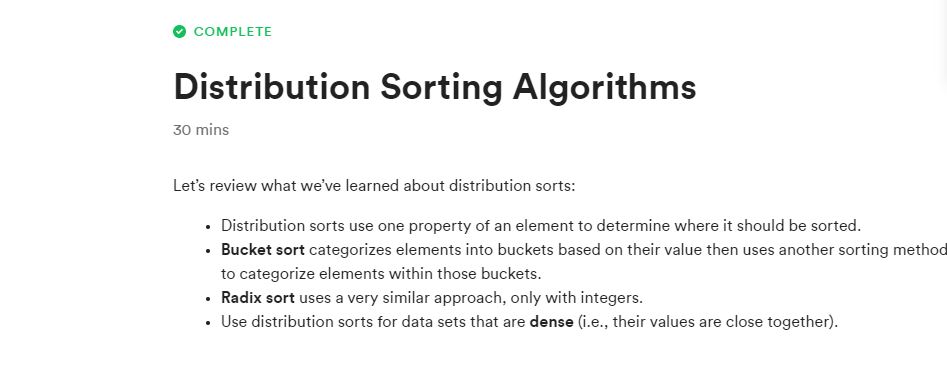 COMPLETE
Distribution Sorting Algorithms
30 mins
Let’s review what we’ve learned about distribution sorts:
• Distribution sorts use one property of an element to determine where it should be sorted.
• Bucket sort categorizes elements into buckets based on their value then uses another sorting method
to categorize elements within those buckets.
• Radix sort uses a very similar approach, only with integers.
• Use distribution sorts for data sets that are dense (i.e., their values are close together).